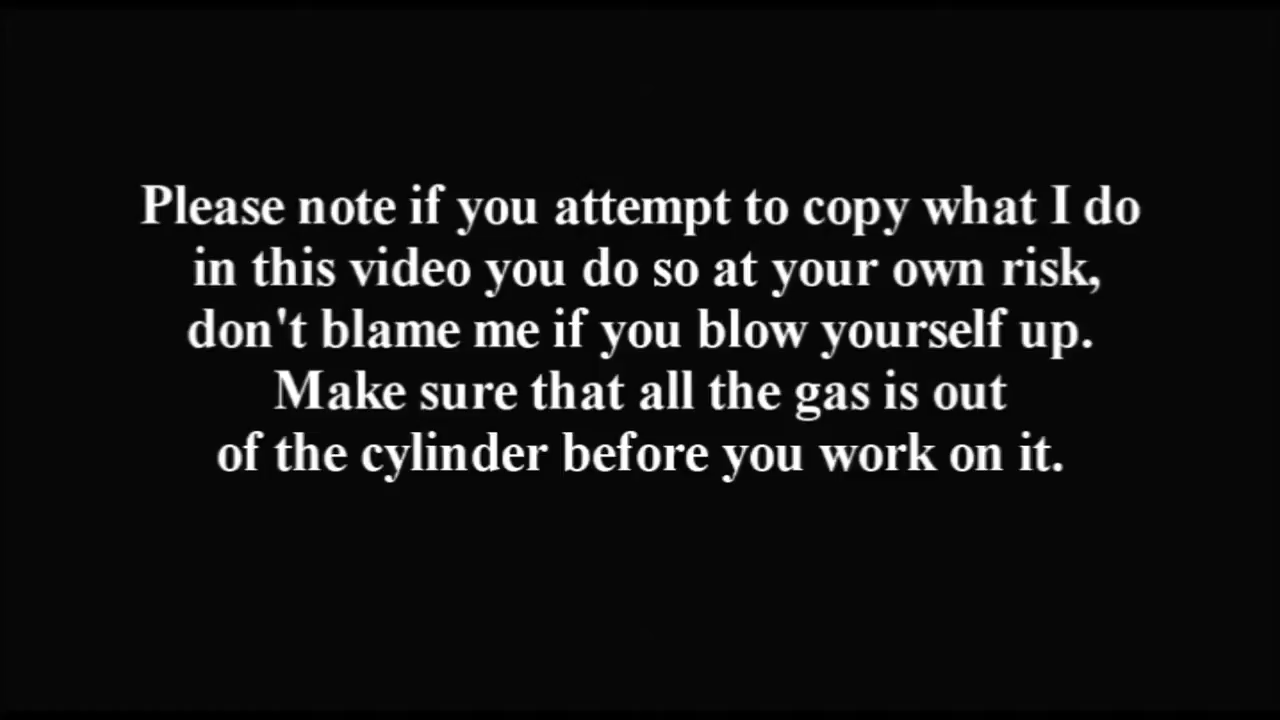 Please note if you attempt to copy what I do
in this video you do so at your own risk,
don't blame me if you blow yourself up.
Make sure that all the gas is out
of the cylinder before you work on it.